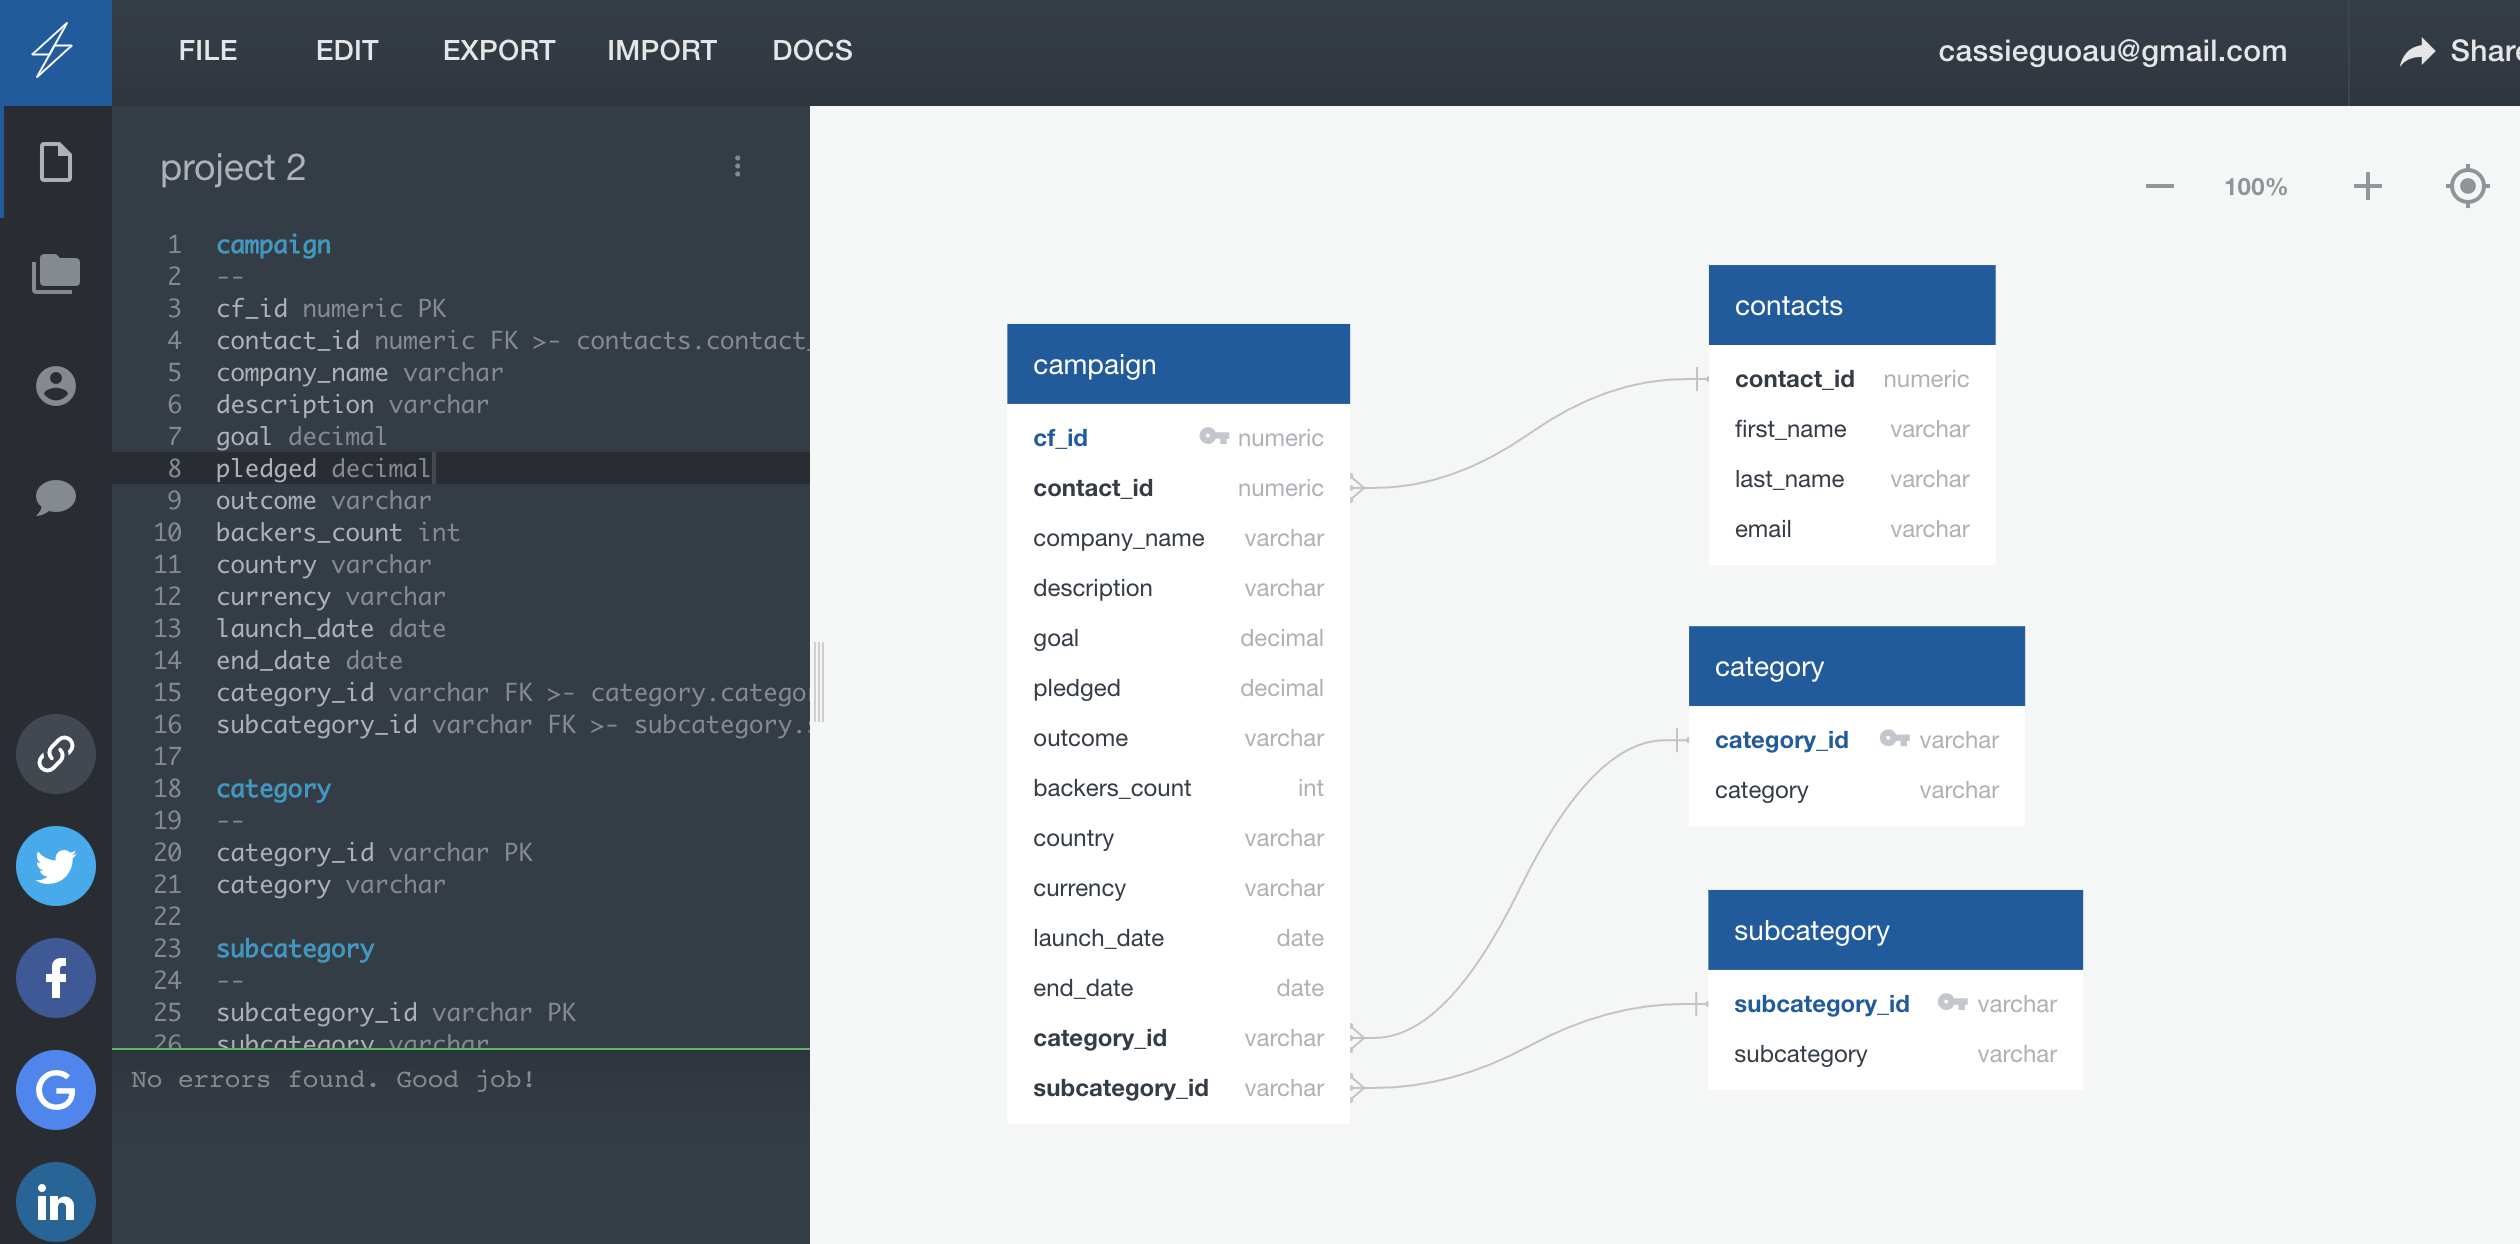 FILE EDIT EXPORT IMPORT DOCS cassieguoau@gmail.com Share
project 2
1 campaign
2 --
3 cf_id numeric PK
4 contact_id numeric FK >- contacts.contact_
5 company_name varchar
6 description varchar
7 goal decimal
8 pledged decimal
9 outcome varchar
10 backers_count int
11 country varchar
12 currency varchar
13 launch_date date
14 end_date date
15 category_id varchar FK >- category.catego
16 subcategory_id varchar FK >- subcategory.
17
18 category
19 --
20 category_id varchar PK
21 category varchar
22
23 subcategory
24 --
25 subcategory_id varchar PK
26 subcategory varchar
No errors found. Good job!
100%
campaign
cf_id numeric
contact_id numeric
company_name varchar
description varchar
goal decimal
pledged decimal
outcome varchar
backers_count int
country varchar
currency varchar
launch_date date
end_date date
category_id varchar
subcategory_id varchar
contacts
contact_id numeric
first_name varchar
last_name varchar
email varchar
category
category_id varchar
category varchar
subcategory
subcategory_id varchar
subcategory varchar